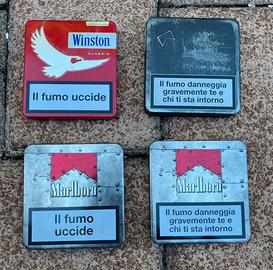 Winston
CLASSIC
Il fumo uccide
Il fumo danneggia
gravemente te e
chi ti sta intorno
Marlboro
Il fumo
uccide
Marlboro
Il fumo danneggia
gravemente te e
chi ti sta intorno